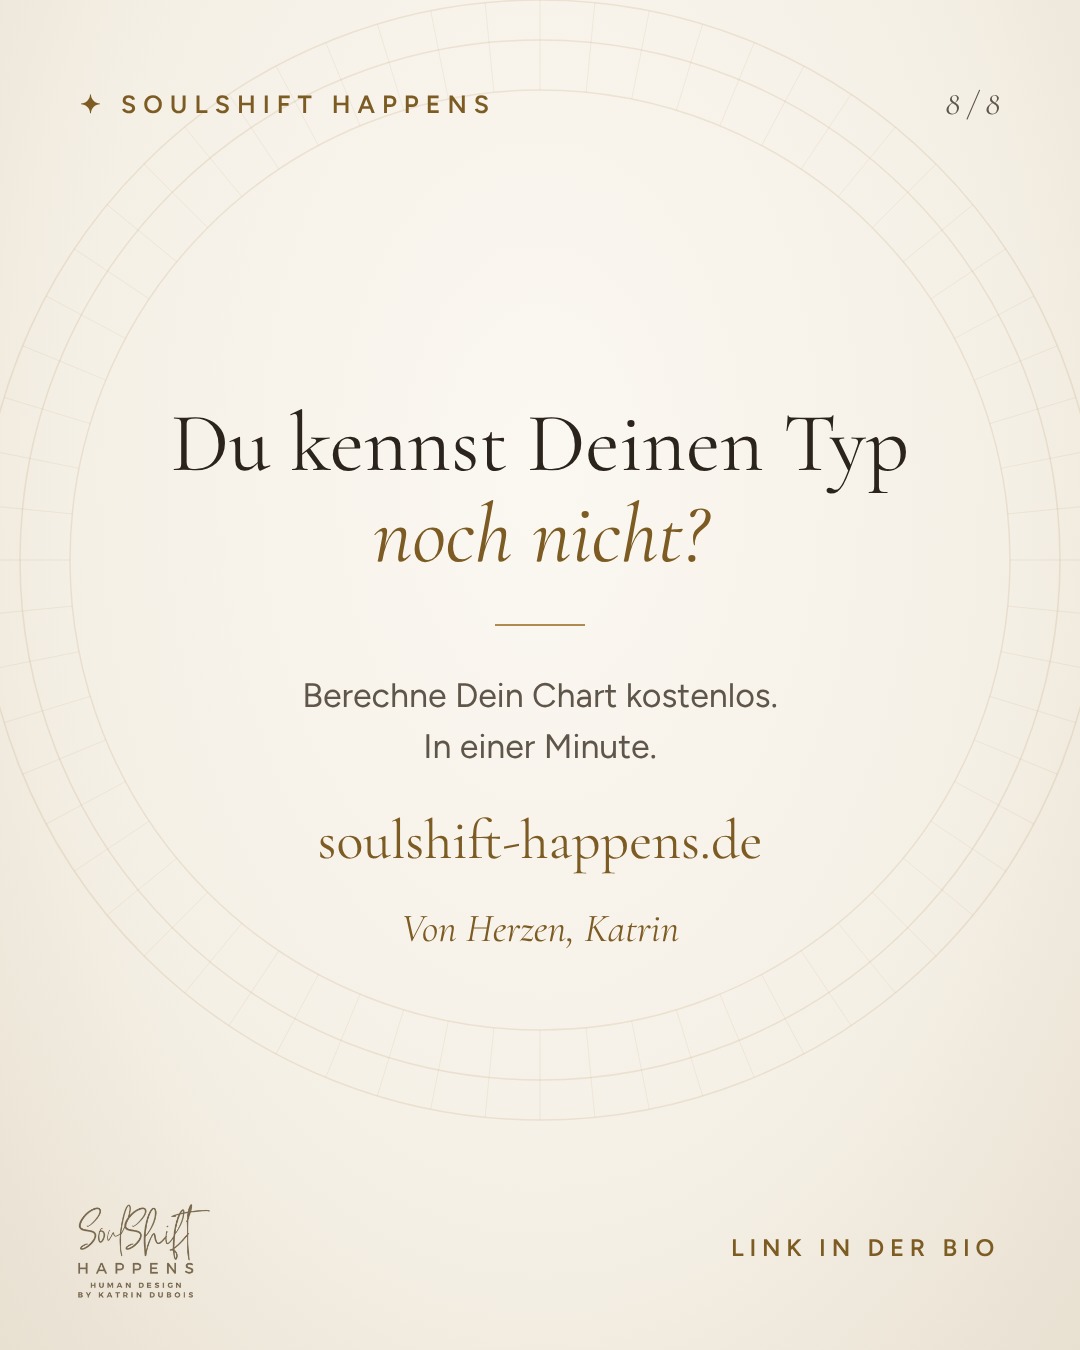 ✦ SOULSHIFT HAPPENS
8/8
Du kennst Deinen Typ
noch nicht?
Berechne Dein Chart kostenlos.
In einer Minute.
soulshift-happens.de
Von Herzen, Katrin
SoulShift
HAPPENS
HUMAN DESIGN
BY KATRIN DUBOIS
LINK IN DER BIO